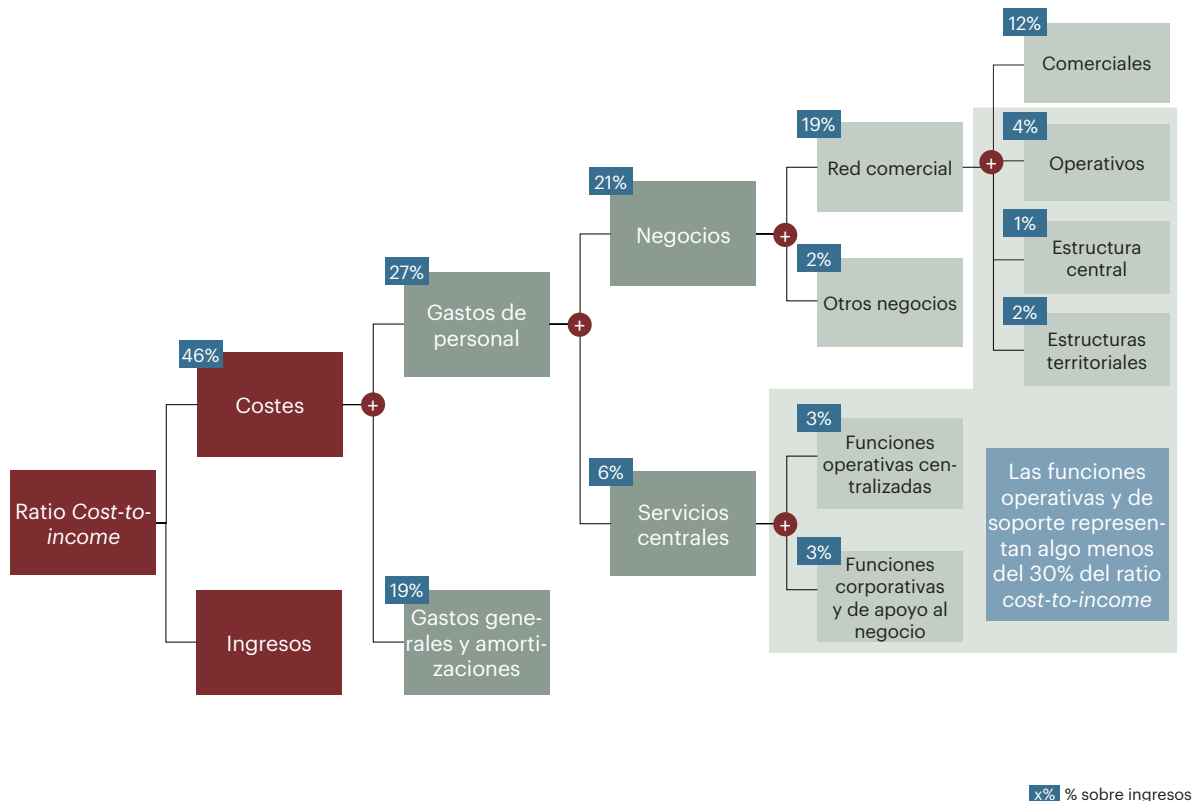 12%
Comerciales
4%
Operativos
19%
Red comercial
+
21%
Negocios
+
1%
Estructura
central
2%
Otros negocios
27%
Gastos de
personal
+
2%
Estructuras
territoriales
46%
Costes
+
3%
Funciones
operativas cen-
tralizadas
Ratio Cost-to-
income
6%
Servicios
centrales
+
3%
Funciones
corporativas
y de apoyo al
negocio
Las funciones
operativas y de
soporte represen-
tan algo menos
del 30% del ratio
cost-to-income
Ingresos
19%
Gastos gene-
rales y amorti-
zaciones
x% % sobre ingresos